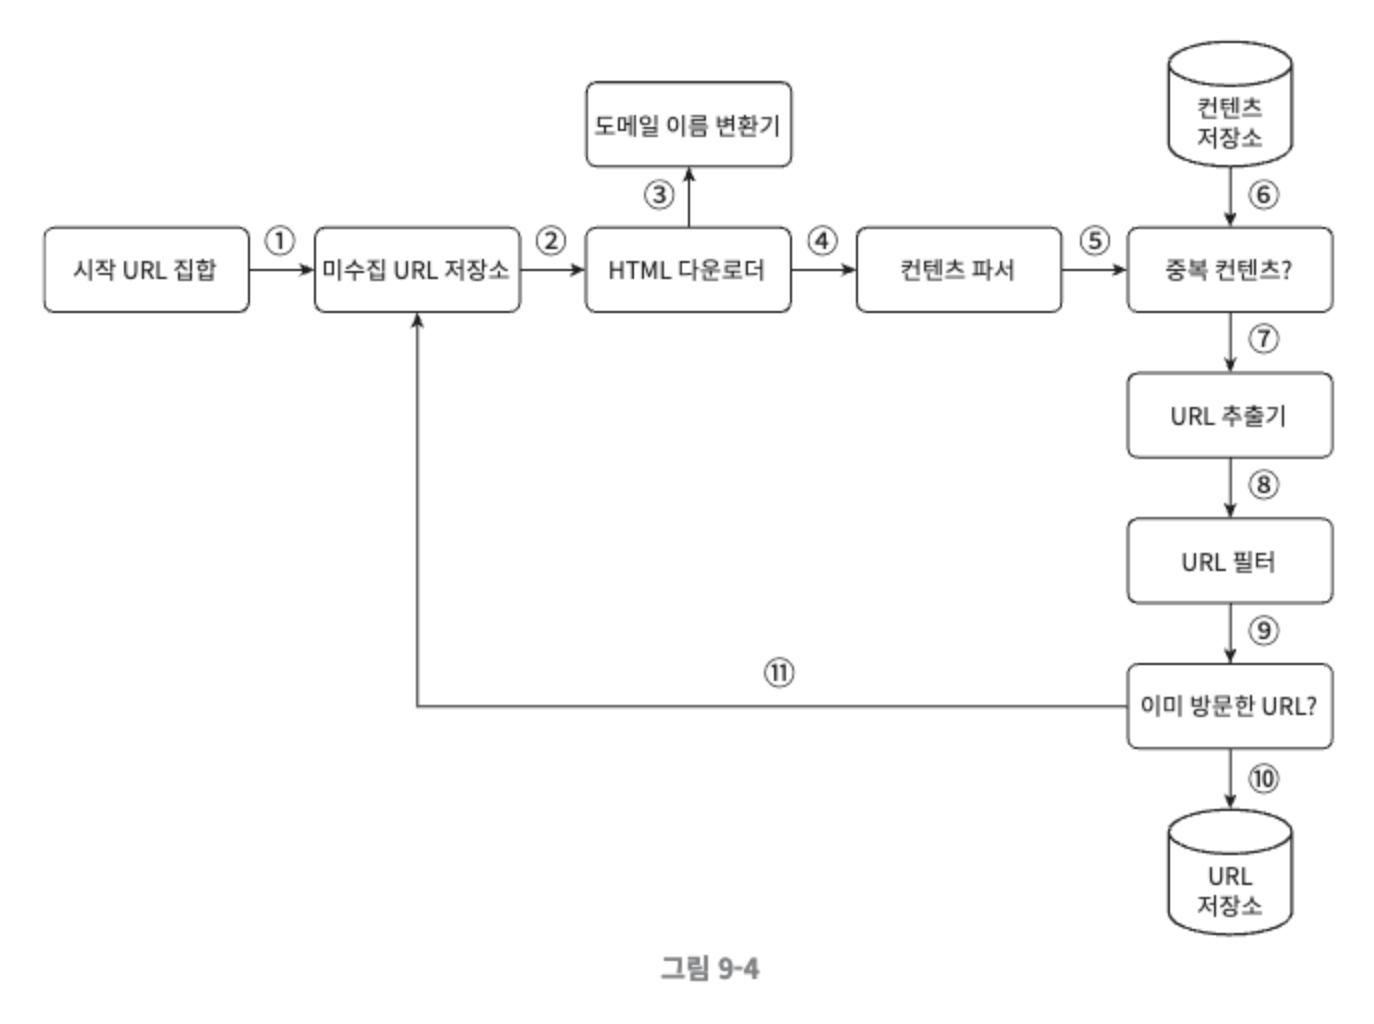 컨텐츠
저장소
도메일 이름 변환기
③
⑥
시작 URL 집합
①
미수집 URL 저장소
②
HTML 다운로더
④
컨텐츠 파서
⑤
중복 컨텐츠?
⑦
URL 추출기
⑧
URL 필터
⑨
⑪
이미 방문한 URL?
⑩
URL
저장소
그림 9-4